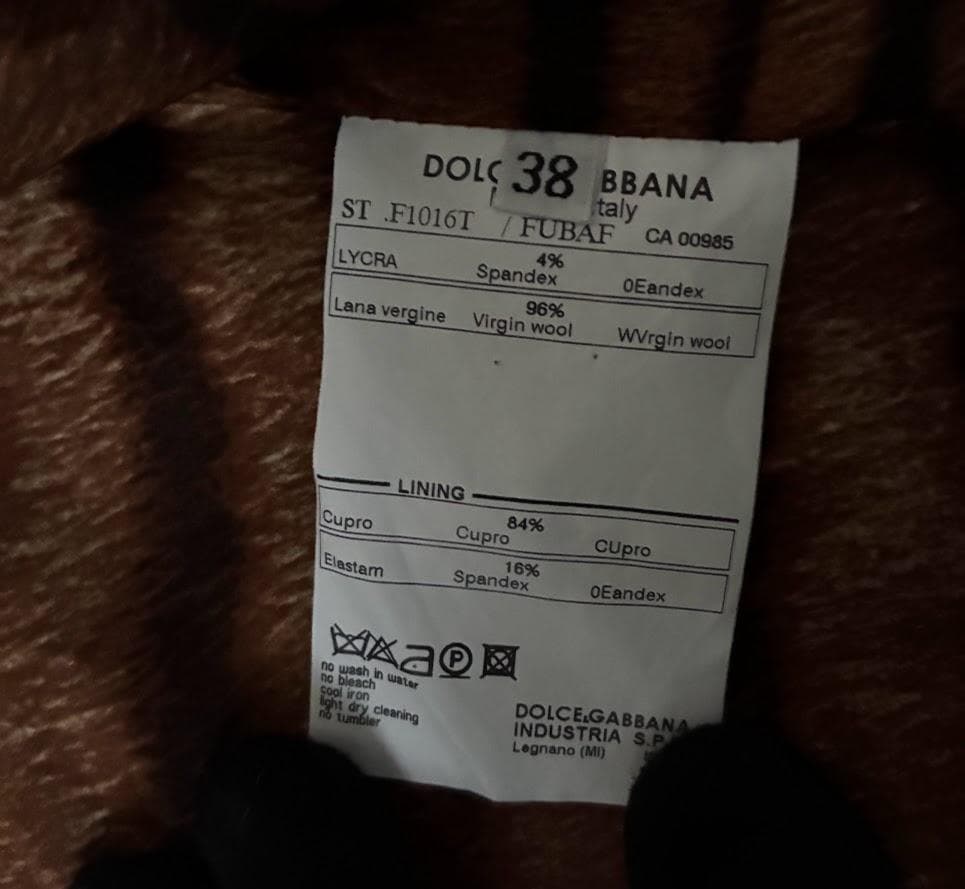 DOLC 38 BBANA
taly
ST .F1016T / FUBAF CA 00985
4%
LYCRA Spandex 0Eandex
96%
Lana vergine Virgin wool WVrgin wool
LINING
84%
Cupro Cupro CUpro
16%
Elastam Spandex 0Eandex
P
no wash in water
no bleach
cool iron
light dry cleaning
no tumbler
DOLCE&GABBANA
INDUSTRIA S.P
Legnano (MI)